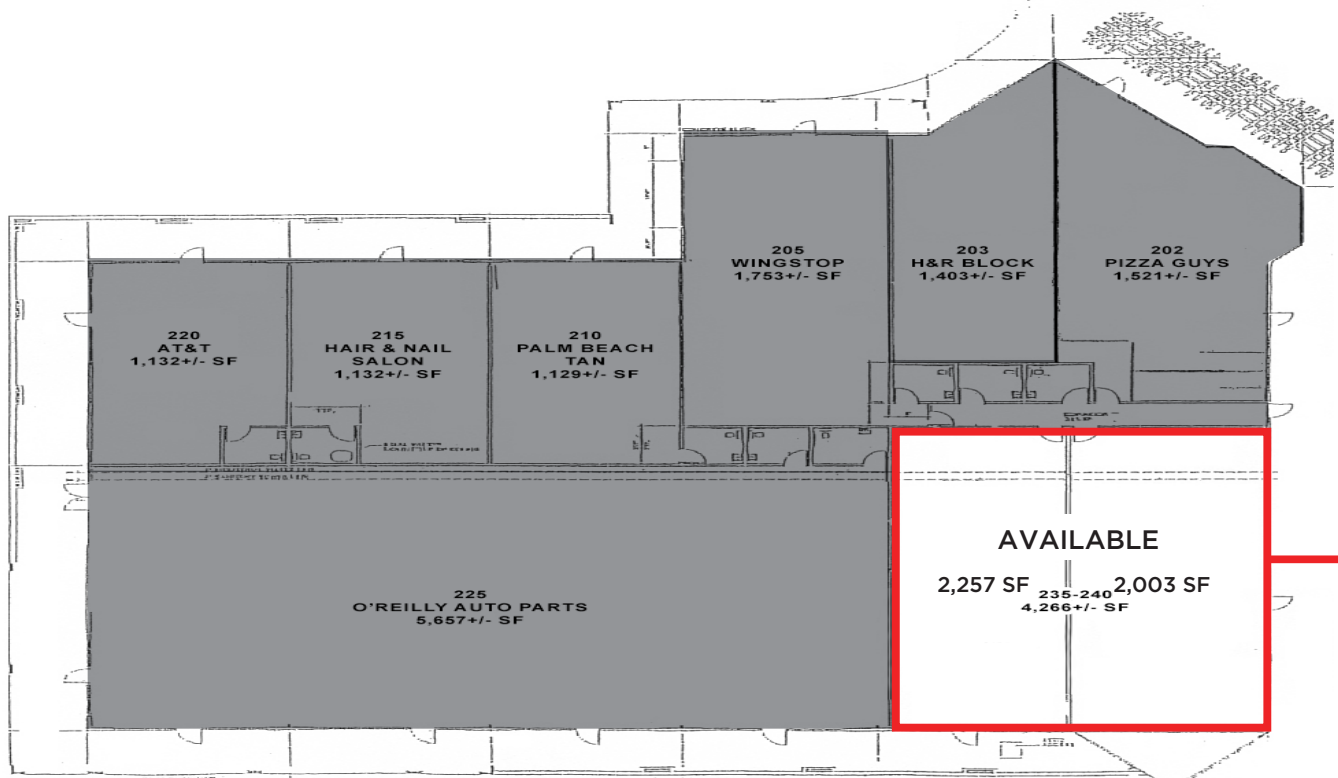 205
WINGSTOP
1,753+/- SF
203
H&R BLOCK
1,403+/- SF
202
PIZZA GUYS
1,521+/- SF
220
AT&T
1,132+/- SF
215
HAIR & NAIL
SALON
1,132+/- SF
210
PALM BEACH
TAN
1,129+/- SF
AVAILABLE
2,257 SF
2,003 SF
235-240
4,266+/- SF
225
O'REILLY AUTO PARTS
5,657+/- SF